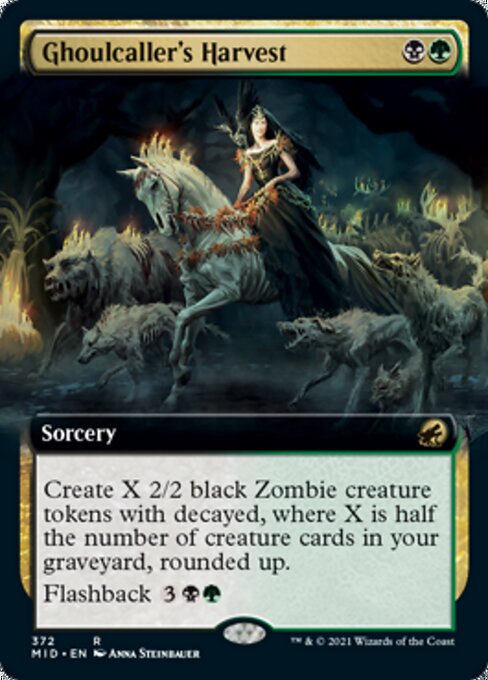 Ghoulcaller's Harvest
Sorcery
Create X 2/2 black Zombie creature
tokens with decayed, where X is half
the number of creature cards in your
graveyard, rounded up.
Flashback 3
372 R
MID • EN Anna Steinbauer
™ & © 2021 Wizards of the Coast